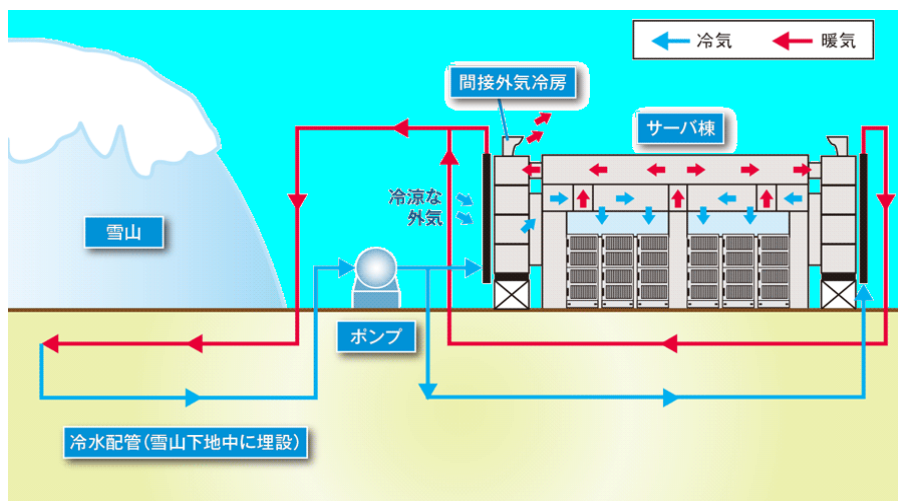 冷気
暖気
間接外気冷房
サーバ棟
冷涼な
外気
雪山
ポンプ
冷水配管(雪山下地中に埋設)